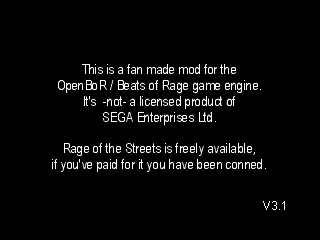 This is a fan made mod for the
OpenBoR / Beats of Rage game engine.
It's -not- a licensed product of
SEGA Enterprises Ltd.
Rage of the Streets is freely available,
if you've paid for it you have been conned.
V3.1